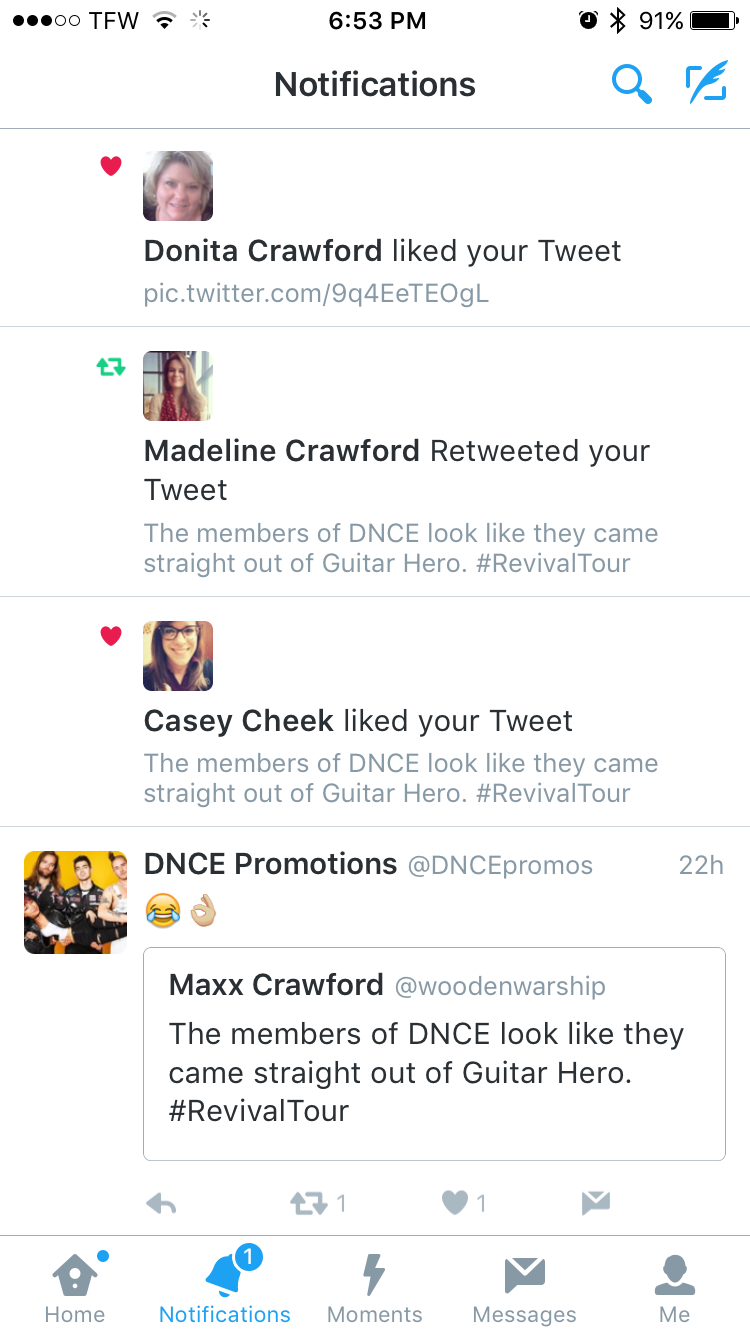 TFW 6:53 PM 91%
Notifications
Donita Crawford liked your Tweet
pic.twitter.com/9q4EeTEOgL
Madeline Crawford Retweeted your
Tweet
The members of DNCE look like they came
straight out of Guitar Hero. #RevivalTour
Casey Cheek liked your Tweet
The members of DNCE look like they came
straight out of Guitar Hero. #RevivalTour
DNCE Promotions @DNCEpromos 22h
😂👌🏼
Maxx Crawford @woodenwarship
The members of DNCE look like they
came straight out of Guitar Hero.
#RevivalTour
1 1
1
Home Notifications Moments Messages Me